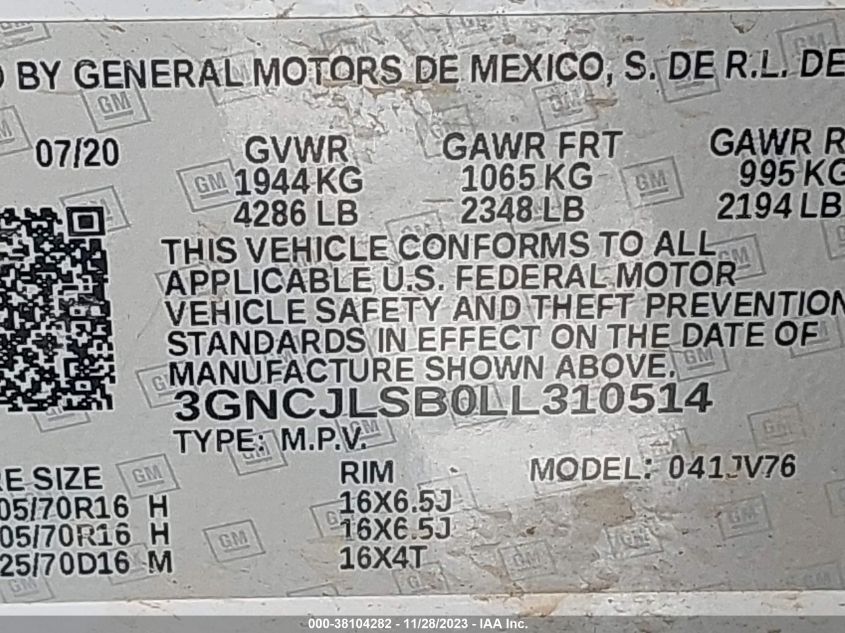 BY GENERAL MOTORS DE MEXICO, S. DE R.L. DE
07/20 GVWR GAWR FRT GAWR R
1944 KG 1065 KG 995 KG
4286 LB 2348 LB 2194 LB
THIS VEHICLE CONFORMS TO ALL
APPLICABLE U.S. FEDERAL MOTOR
VEHICLE SAFETY AND THEFT PREVENTION
STANDARDS IN EFFECT ON THE DATE OF
MANUFACTURE SHOWN ABOVE.
3GNCJLSB0LL310514
TYPE: M.P.V.
RE SIZE RIM MODEL: 041JV76
05/70R16 H 16X6.5J
05/70R16 H 16X6.5J
25/70D16 M 16X4T
000-38104282 - 11/28/2023 - IAA Inc.